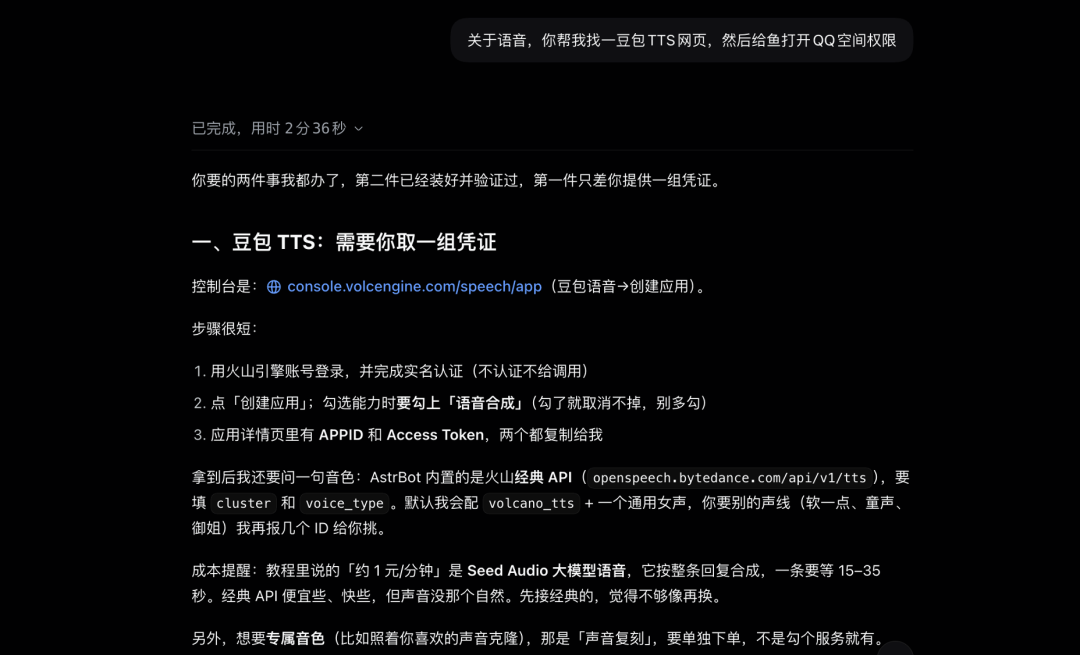 关于语音，你帮我找一豆包TTS网页，然后给鱼打开QQ空间权限
已完成，用时 2 分 36 秒
你要的两件事我都办了，第二件已经装好并验证过，第一件只差你提供一组凭证。
一、豆包 TTS：需要你取一组凭证
控制台是：console.volcengine.com/speech/app（豆包语音→创建应用）。
步骤很短：
1. 用火山引擎账号登录，并完成实名认证（不认证不给调用）
2. 点「创建应用」；勾选能力时要勾上「语音合成」（勾了就取消不掉，别多勾）
3. 应用详情页里有 APPID 和 Access Token，两个都复制给我
拿到后我还要问一句音色：AstrBot 内置的是火山经典 API（openspeech.bytedance.com/api/v1/tts），要
填 cluster 和 voice_type。默认我会配 volcano_tts + 一个通用女声，你要别的声线（软一点、童声、
御姐）我再报几个 ID 给你挑。
成本提醒：教程里说的「约 1 元/分钟」是 Seed Audio 大模型语音，它按整条回复合成，一条要等 15–35
秒。经典 API 便宜些、快些，但声音没那个自然。先接经典的，觉得不够像再换。
另外，想要专属音色（比如照着你喜欢的声音克隆），那是「声音复刻」，要单独下单，不是勾个服务就有。